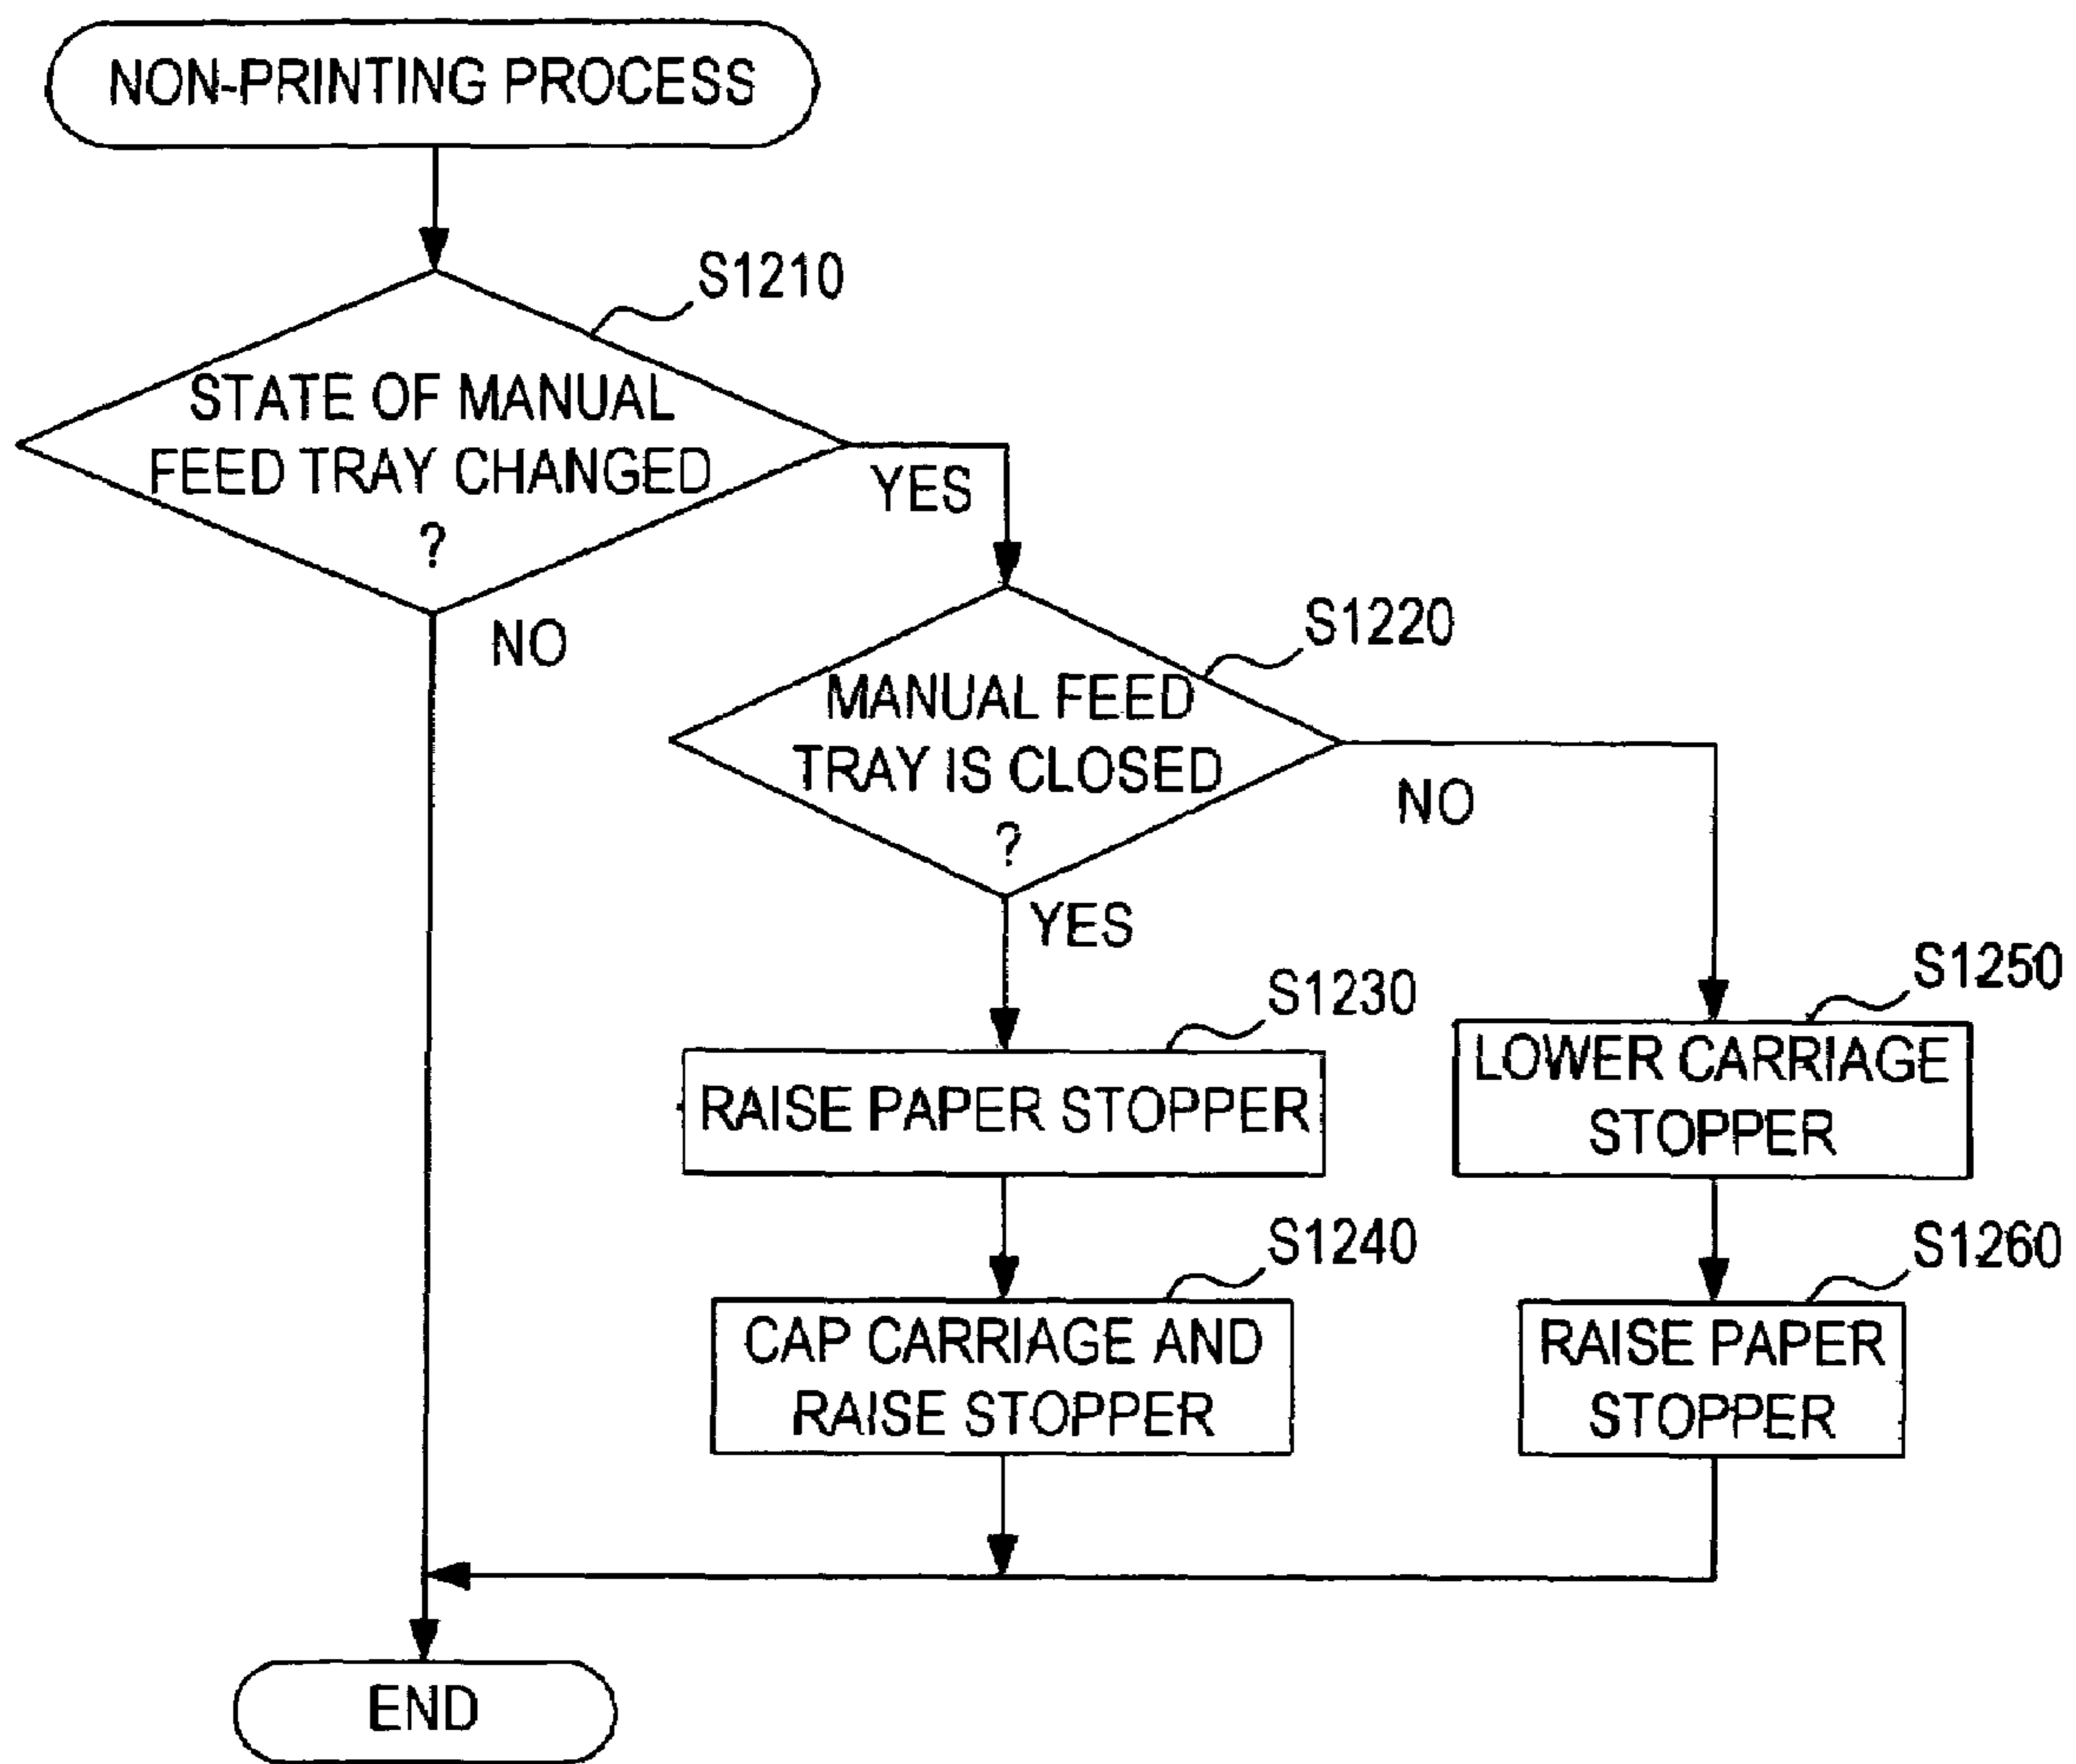 NON-PRINTING PROCESS
S1210
STATE OF MANUAL
FEED TRAY CHANGED
?
YES
NO
S1220
MANUAL FEED
TRAY IS CLOSED
?
NO
YES
S1230
RAISE PAPER STOPPER
S1240
CAP CARRIAGE AND
RAISE STOPPER
S1250
LOWER CARRIAGE
STOPPER
S1260
RAISE PAPER
STOPPER
END